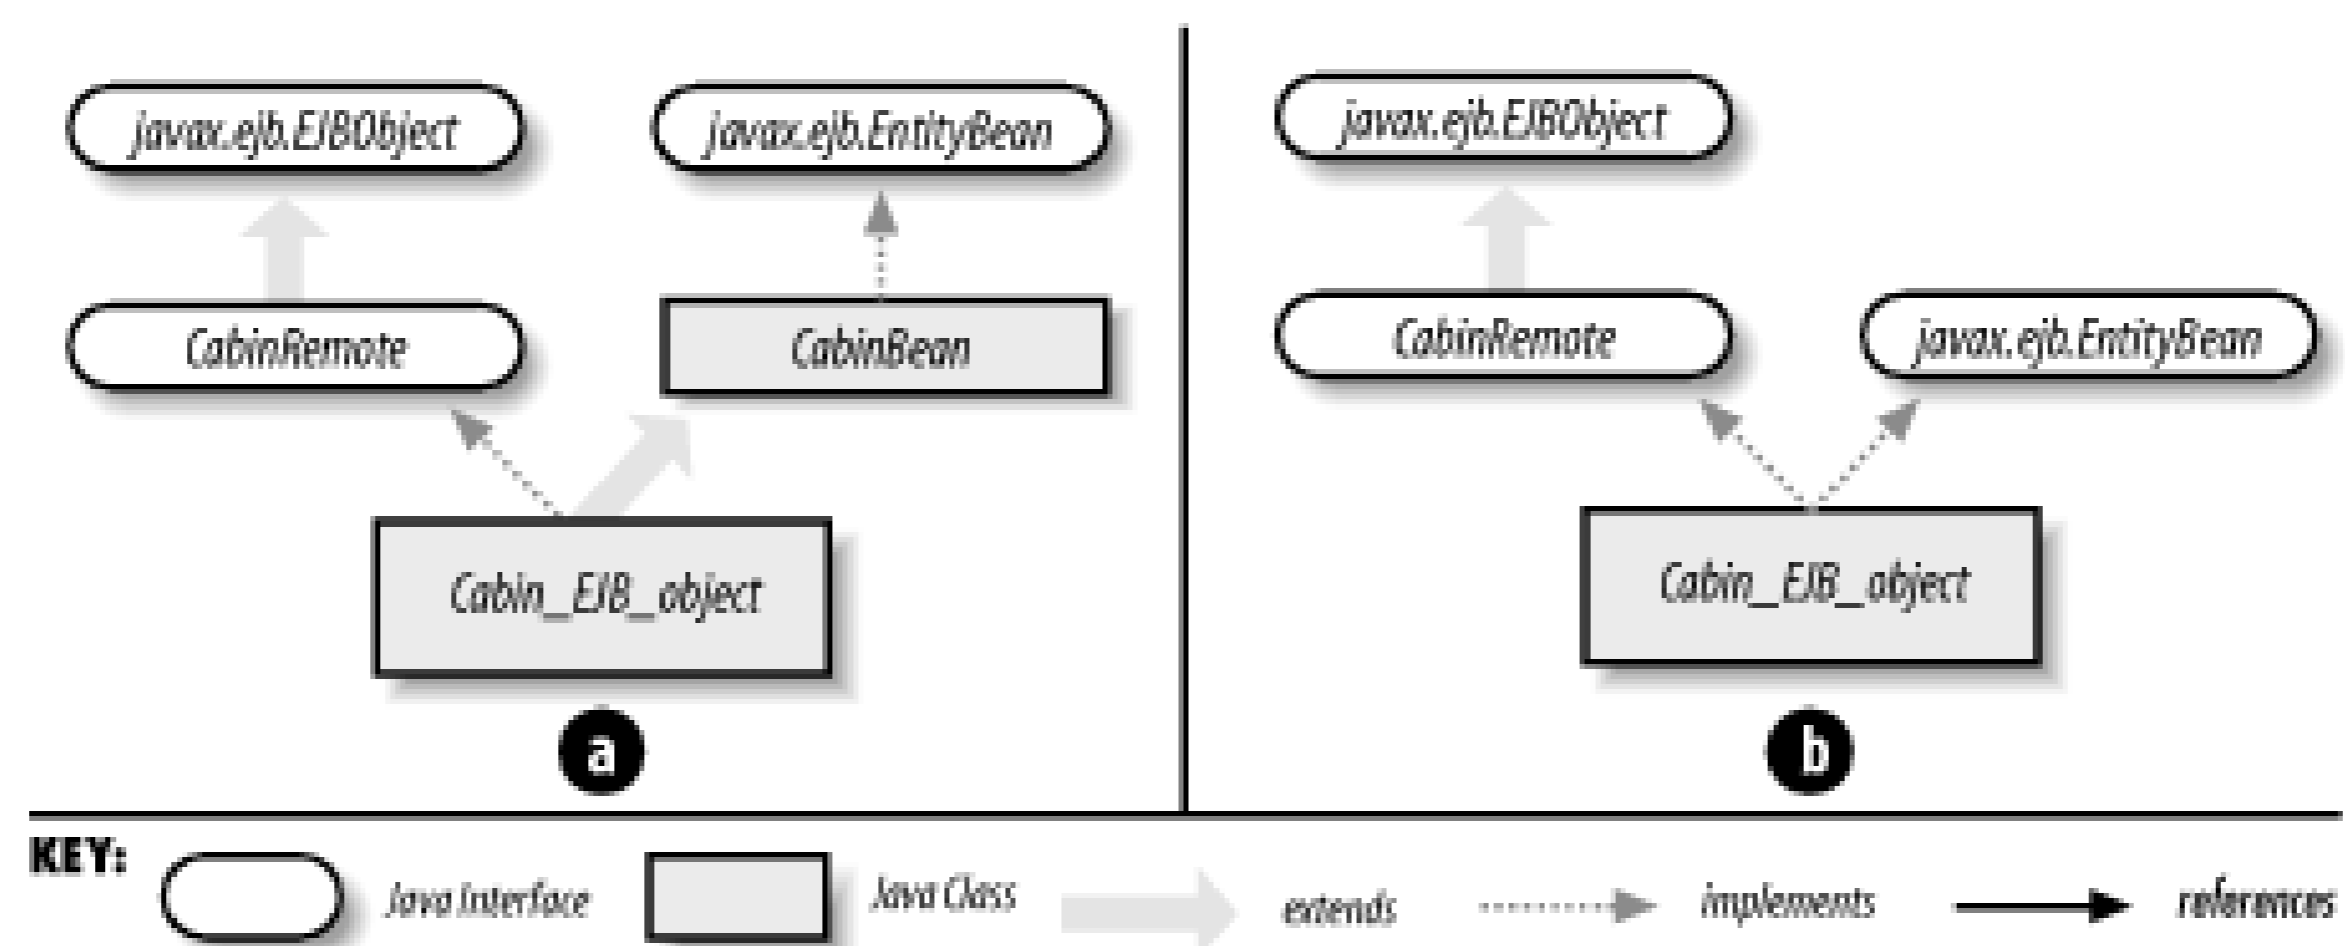 javax.ejb.EJBObject
javax.ejb.EntityBean
CabinRemote
CabinBean
Cabin_EJB_object
a
javax.ejb.EJBObject
CabinRemote
javax.ejb.EntityBean
Cabin_EJB_object
b
KEY:
Java Interface
Java Class
extends
implements
references